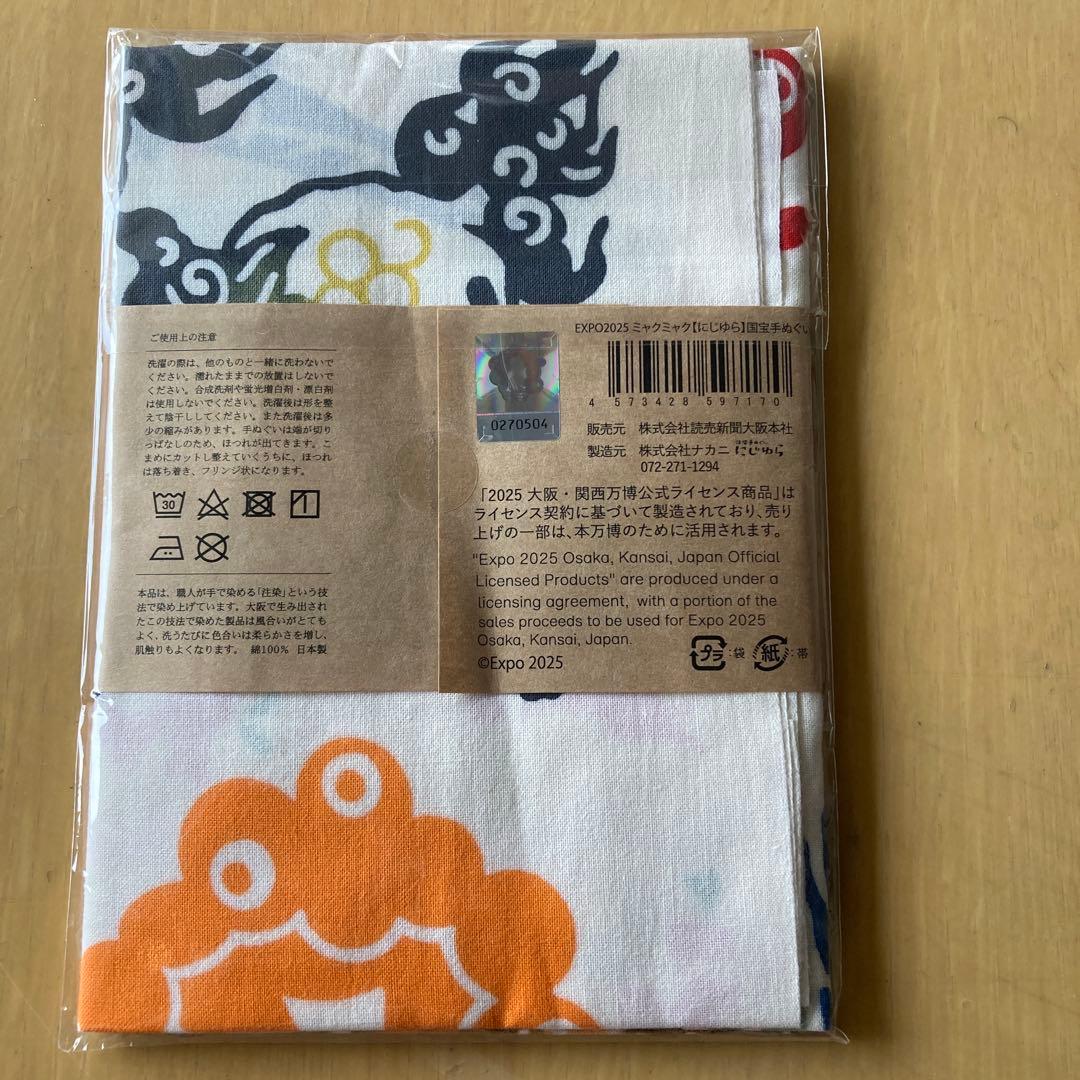 ご使用上の注意
洗濯の際は、他のものと一緒に洗わないで
ください。濡れたままでの放置はしないで
ください。合成洗剤や蛍光増白剤・漂白剤
は使用しないでください。洗濯後は形を整
えて陰干ししてください。また洗濯後は多
少の縮みがあります。手ぬぐいは端が切り
っぱなしのため、ほつれが出てきます。こ
まめにカットし整えていくうちに、ほつれ
は落ち着き、フリンジ状になります。
30
本品は、職人が手で染める「注染」という技
法で染め上げています。大阪で生み出され
たこの技法で染めた製品は風合いがとても
よく、洗うたびに色合いは柔らかさを増し、
肌触りもよくなります。 綿100% 日本製
EXPO2025 ミャクミャク【にじゆら】国宝手ぬぐい
0270504
4 573428 597170
販売元 株式会社読売新聞大阪本社
製造元 株式会社ナカニ にじゆら
072-271-1294
「2025 大阪・関西万博公式ライセンス商品」は
ライセンス契約に基づいて製造されており、売り
上げの一部は、本万博のために活用されます。
"Expo 2025 Osaka, Kansai, Japan Official
Licensed Products" are produced under a
licensing agreement, with a portion of the
sales proceeds to be used for Expo 2025
Osaka, Kansai, Japan.
©Expo 2025
プラ :袋 紙 :帯